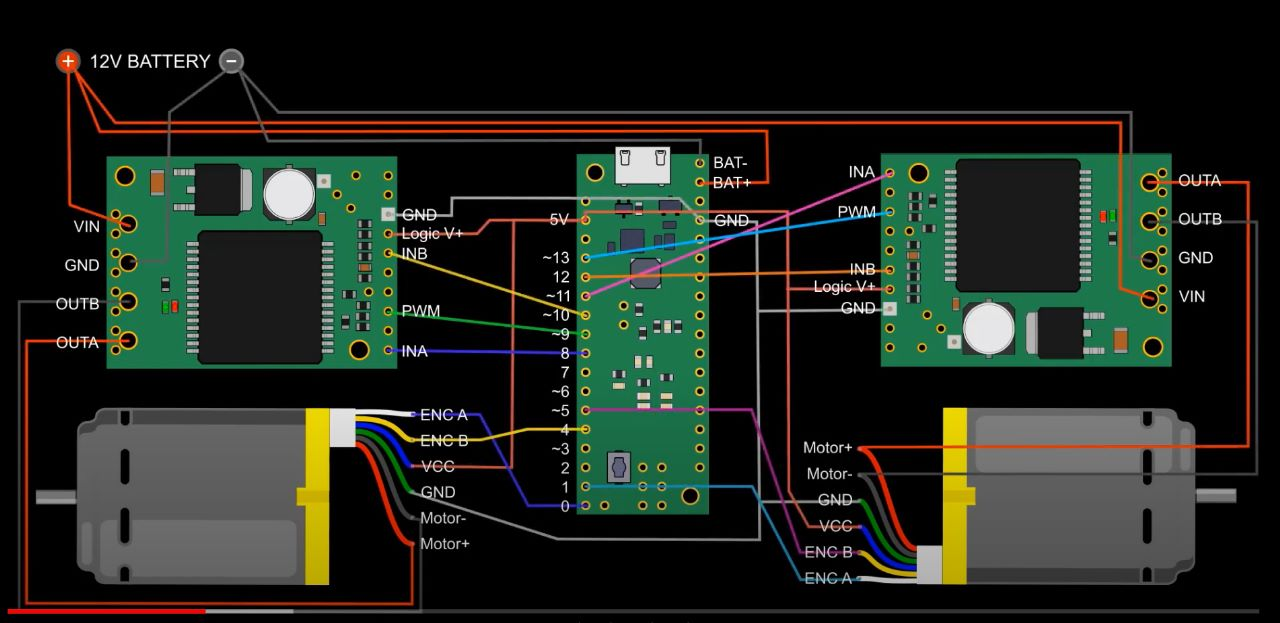 12V BATTERY
VIN
GND
OUTB
OUTA
GND
Logic V+
INB
PWM
INA
BAT-
BAT+
5V
GND
~13
12
~11
~10
~9
8
7
~6
~5
4
~3
2
1
0
INA
PWM
INB
Logic V+
GND
OUTA
OUTB
GND
VIN
ENC A
ENC B
VCC
GND
Motor-
Motor+
Motor+
Motor-
GND
VCC
ENC B
ENC A